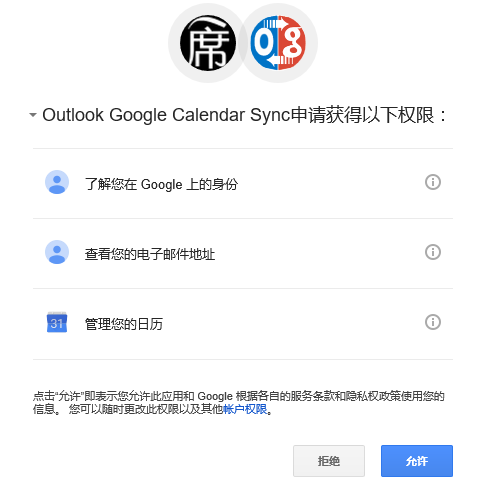 席
Og
Outlook Google Calendar Sync申请获得以下权限：
了解您在 Google 上的身份
查看您的电子邮件地址
31
管理您的日历
点击“允许”即表示您允许此应用和 Google 根据各自的服务条款和隐私权政策使用您的
信息。 您可以随时更改此权限以及其他帐户权限。
拒绝
允许